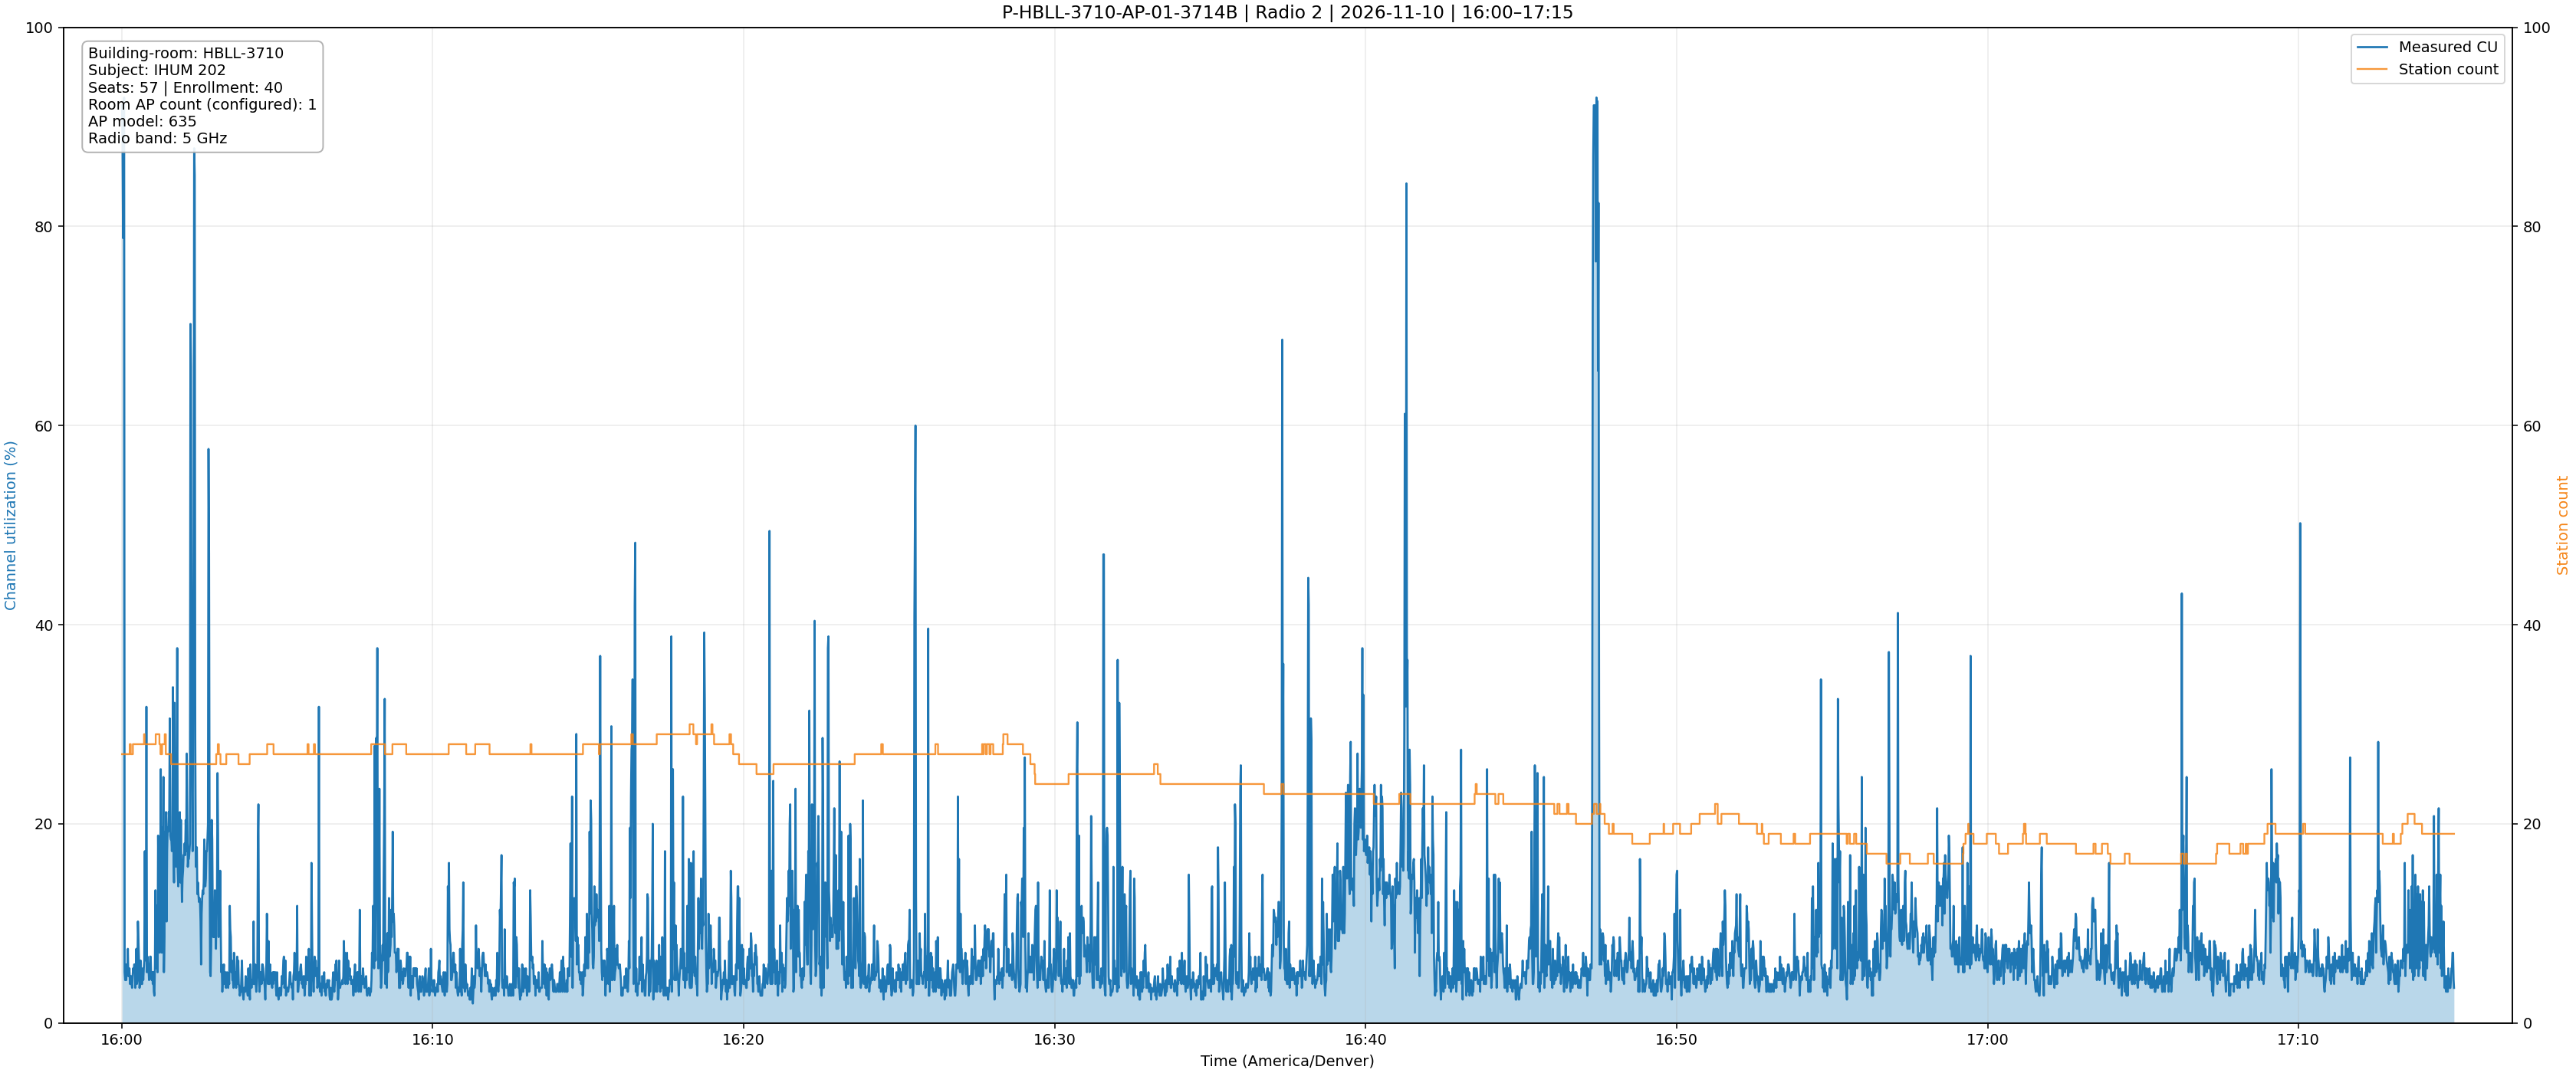 P-HBLL-3710-AP-01-3714B | Radio 2 | 2026-11-10 | 16:00–17:15
Building-room: HBLL-3710
Subject: IHUM 202
Seats: 57 | Enrollment: 40
Room AP count (configured): 1
AP model: 635
Radio band: 5 GHz
Measured CU
Station count
Channel utilization (%)
100
80
60
40
20
0
100
80
60
40
20
0
Station count
16:00
16:10
16:20
16:30
16:40
16:50
17:00
17:10
Time (America/Denver)